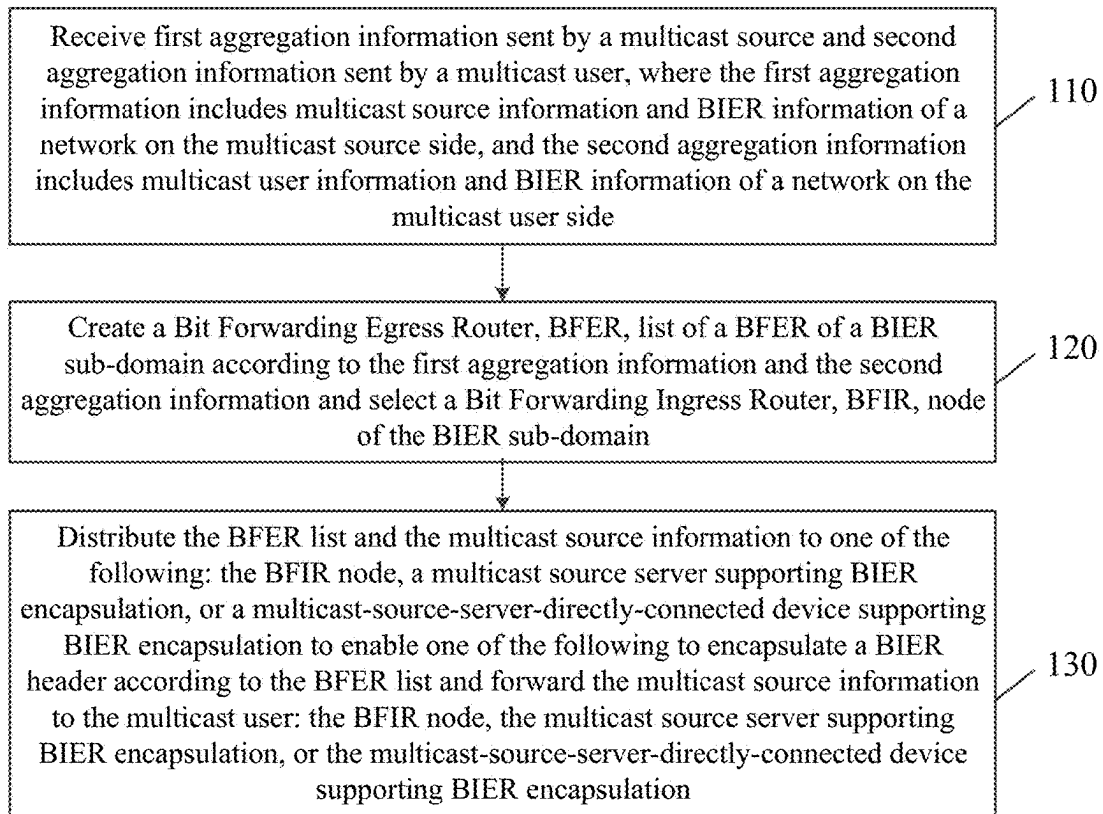 Receive first aggregation information sent by a multicast source and second
aggregation information sent by a multicast user, where the first aggregation
information includes multicast source information and BIER information of a
network on the multicast source side, and the second aggregation information
includes multicast user information and BIER information of a network on the
multicast user side
110
Create a Bit Forwarding Egress Router, BFER, list of a BFER of a BIER
sub-domain according to the first aggregation information and the second
aggregation information and select a Bit Forwarding Ingress Router, BFIR, node
of the BIER sub-domain
120
Distribute the BFER list and the multicast source information to one of the
following: the BFIR node, a multicast source server supporting BIER
encapsulation, or a multicast-source-server-directly-connected device supporting
BIER encapsulation to enable one of the following to encapsulate a BIER
header according to the BFER list and forward the multicast source information
to the multicast user: the BFIR node, the multicast source server supporting
BIER encapsulation, or the multicast-source-server-directly-connected device
supporting BIER encapsulation
130